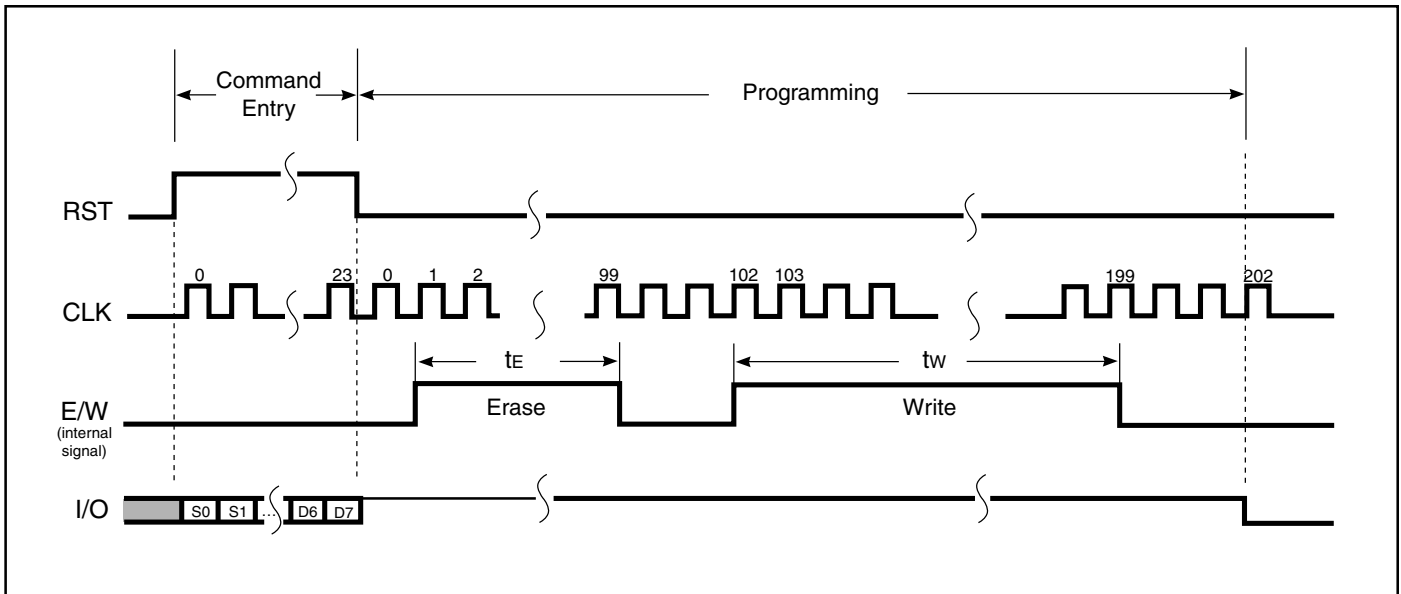 Command
Entry
Programming
RST
0 23 0 1 2 99 102 103 199 202
CLK
tE tW
E/W
(internal
signal)
Erase Write
I/O
S0 S1 ... D6 D7